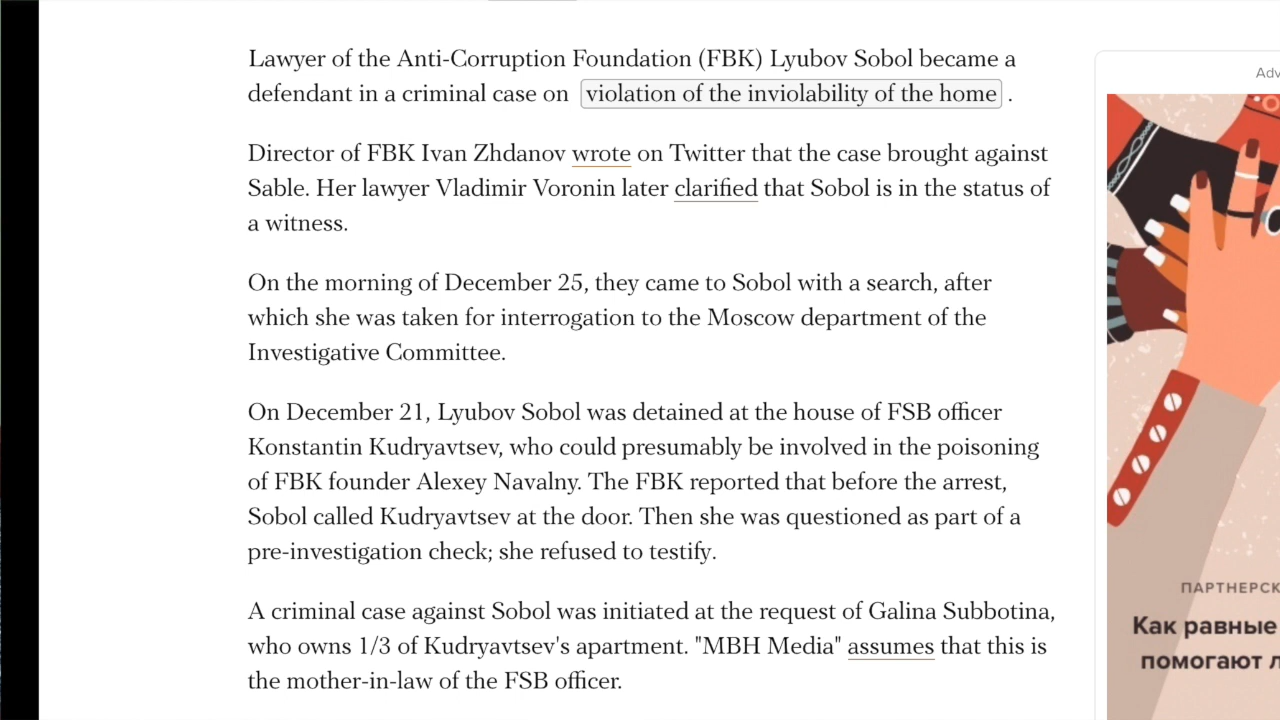 Lawyer of the Anti-Corruption Foundation (FBK) Lyubov Sobol became a
defendant in a criminal case on violation of the inviolability of the home .
Director of FBK Ivan Zhdanov wrote on Twitter that the case brought against
Sable. Her lawyer Vladimir Voronin later clarified that Sobol is in the status of
a witness.
On the morning of December 25, they came to Sobol with a search, after
which she was taken for interrogation to the Moscow department of the
Investigative Committee.
On December 21, Lyubov Sobol was detained at the house of FSB officer
Konstantin Kudryavtsev, who could presumably be involved in the poisoning
of FBK founder Alexey Navalny. The FBK reported that before the arrest,
Sobol called Kudryavtsev at the door. Then she was questioned as part of a
pre-investigation check; she refused to testify.
A criminal case against Sobol was initiated at the request of Galina Subbotina,
who owns 1/3 of Kudryavtsev's apartment. "MBH Media" assumes that this is
the mother-in-law of the FSB officer.
Adv
ПАРТНЕРСК
Как равные
помогают л